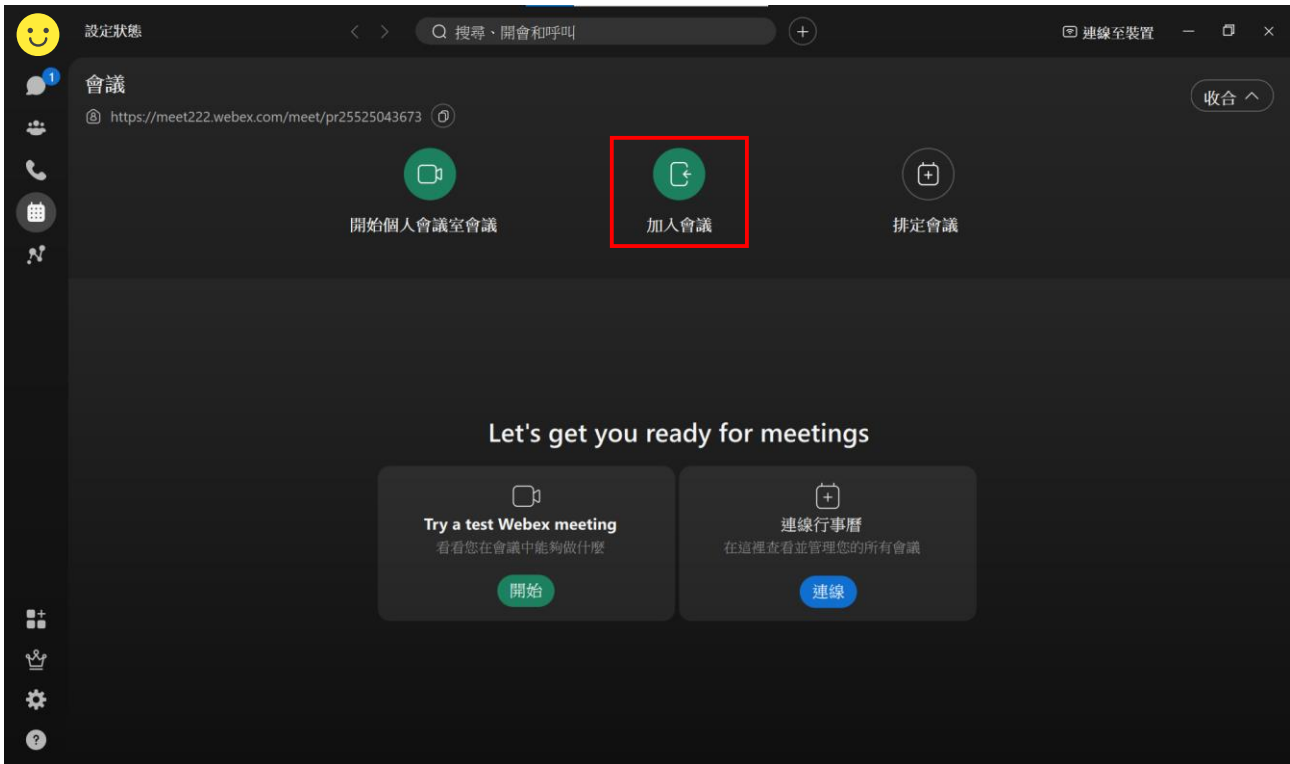 設定狀態
搜尋、開會和呼叫
連線至裝置
1
會議
https://meet222.webex.com/meet/pr25525043673
收合
開始個人會議室會議
加入會議
排定會議
Let's get you ready for meetings
Try a test Webex meeting
看看您在會議中能夠做什麼
開始
連線行事曆
在這裡查看並管理您的所有會議
連線